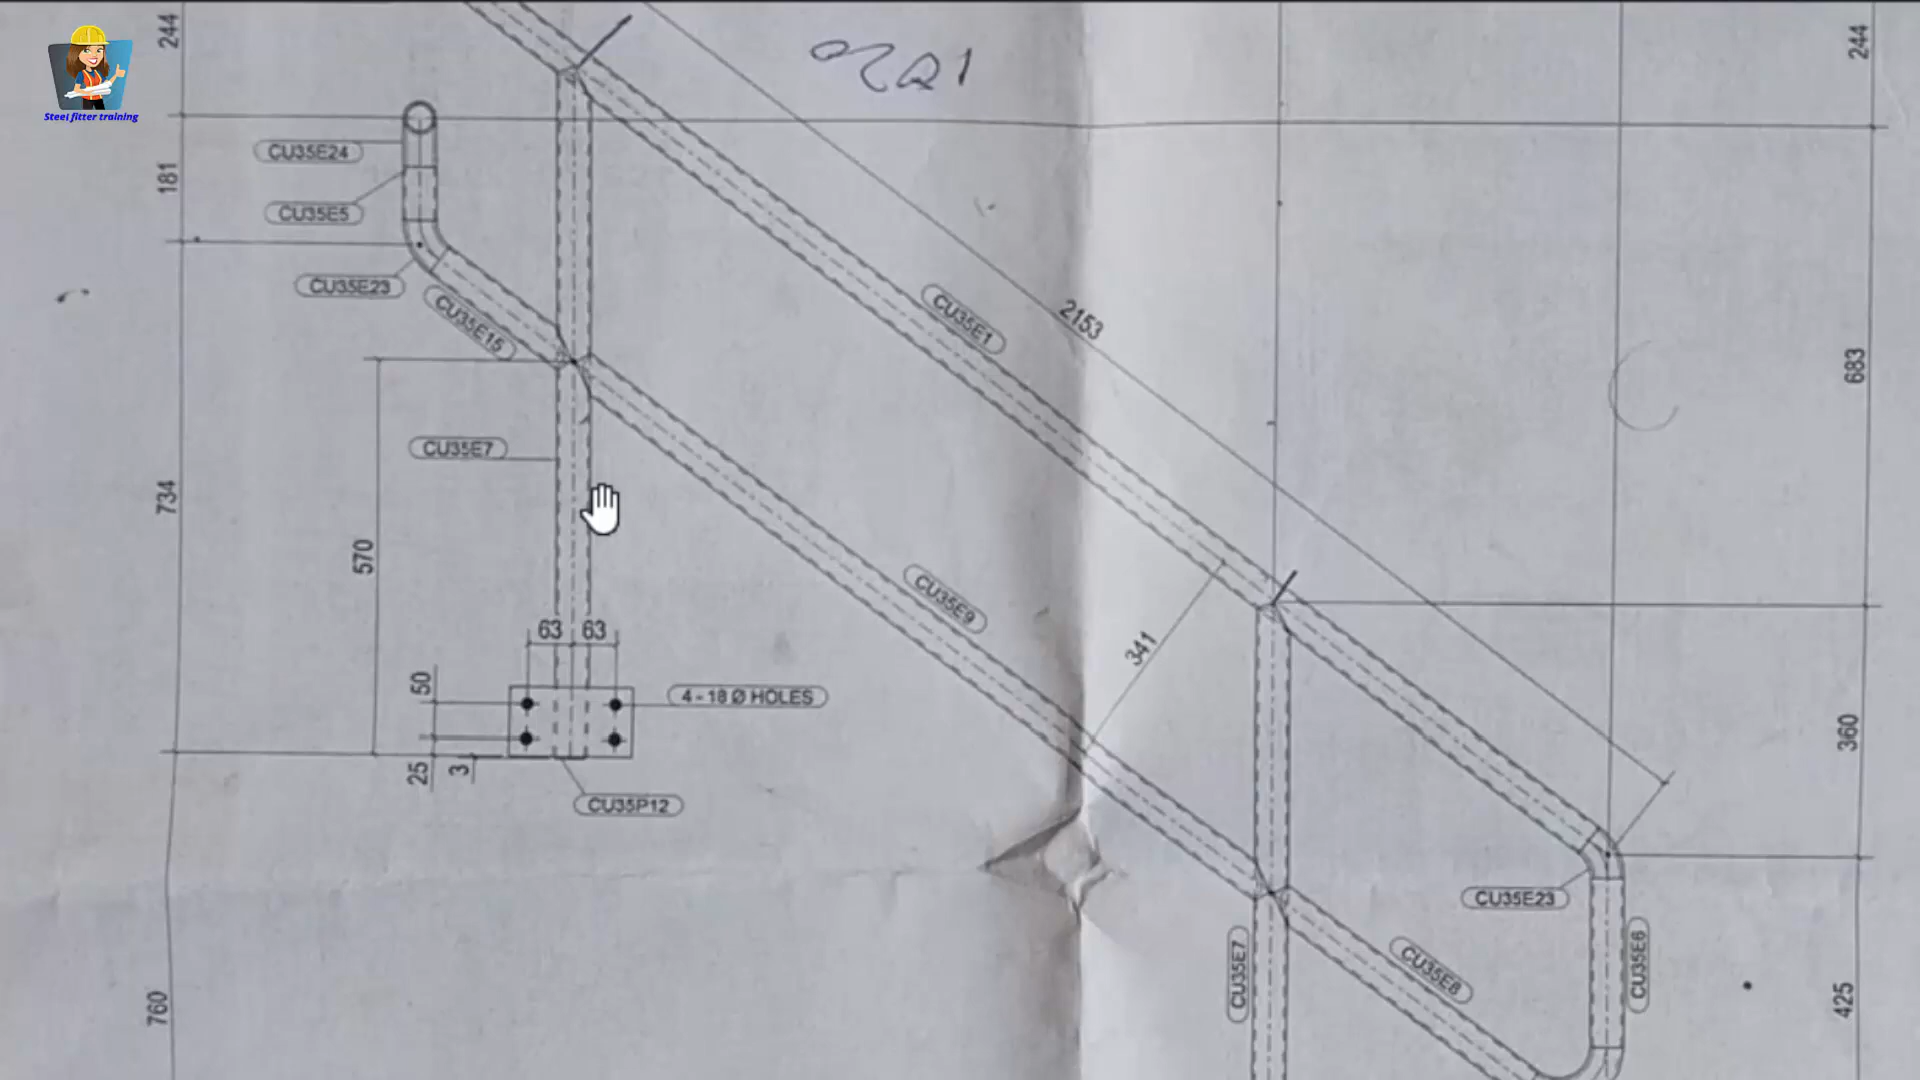 Steel fitter training
244
244
CU35E24
181
CU35E5
CU35E23
CU35E15
CU35E1
2153
683
CU35E7
734
570
CU35E9
341
63 63
50
4 - 18 Ø HOLES
360
25
3
CU35P12
CU35E23
CU35E6
CU35E7
CU35E8
760
425